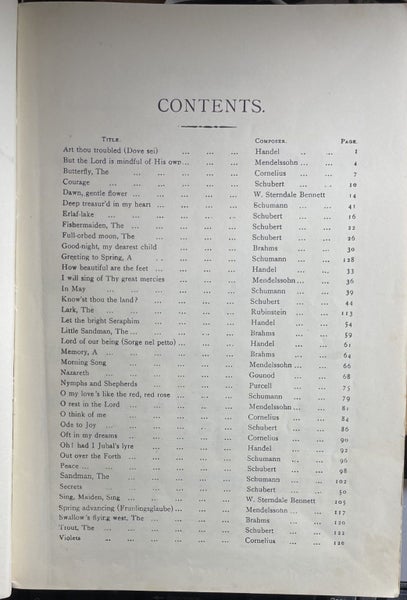 CONTENTS.
TITLE. COMPOSER. PAGE.
Art thou troubled (Dove sei) ... ... ... Handel ... ... 1
But the Lord is mindful of His own ... ... ... Mendelssohn ... ... 4
Butterfly, The ... ... ... ... Cornelius ... ... 7
Courage ... ... ... ... ... Schubert ... ... 10
Dawn, gentle flower ... ... ... ... W. Sterndale Bennett 14
Deep treasur'd in my heart ... ... ... ... Schumann ... ... 41
Erlaf-lake ... ... ... ... ... Schubert ... ... 16
Fishermaiden, The ... ... ... ... Schubert ... ... 22
Full-orbed moon, The ... ... ... ... Schubert ... ... 26
Good-night, my dearest child ... ... ... Brahms ... ... 30
Greeting to Spring, A ... ... ... ... Schumann ... ... 128
How beautiful are the feet ... ... ... ... Handel ... ... 33
I will sing of Thy great mercies ... ... ... Mendelssohn ... ... 36
In May ... ... ... ... ... Schumann ... ... 39
Know'st thou the land? ... ... ... ... Schubert ... ... 44
Lark, The ... ... ... ... ... Rubinstein ... ... 113
Let the bright Seraphim ... ... ... ... Handel ... ... 54
Little Sandman, The ... ... ... ... Brahms ... ... 59
Lord of our being (Sorge nel petto) ... ... ... Handel ... ... 61
Memory, A ... ... ... ... ... Brahms ... ... 64
Morning Song ... ... ... ... Mendelssohn ... ... 66
Nazareth ... ... ... ... ... Gounod ... ... 68
Nymphs and Shepherds ... ... ... ... Purcell ... ... 75
O my love's like the red, red rose ... ... ... Schumann ... ... 79
O rest in the Lord ... ... ... ... Mendelssohn ... ... 81
O think of me ... ... ... ... Cornelius ... ... 84
Ode to Joy ... ... ... ... ... Schubert ... ... 86
Oft in my dreams ... ... ... ... Cornelius ... ... 90
Oh! had I Jubal's lyre ... ... ... ... Handel ... ... 92
Out over the Forth ... ... ... ... Schumann ... ... 96
Peace ... ... ... ... ... Schubert ... ... 98
Sandman, The ... ... ... ... Schumann ... ... 102
Secrets ... ... ... ... ... Schubert ... ... 50
Sing, Maiden, Sing ... ... ... ... W. Sterndale Bennett 105
Spring advancing (Fruhlingsglaube) ... ... ... Mendelssohn ... ... 117
Swallow's flying west, The ... ... ... ... Brahms ... ... 120
Trout, The ... ... ... ... ... Schubert ... ... 122
Violets ... ... ... ... ... Cornelius ... ...